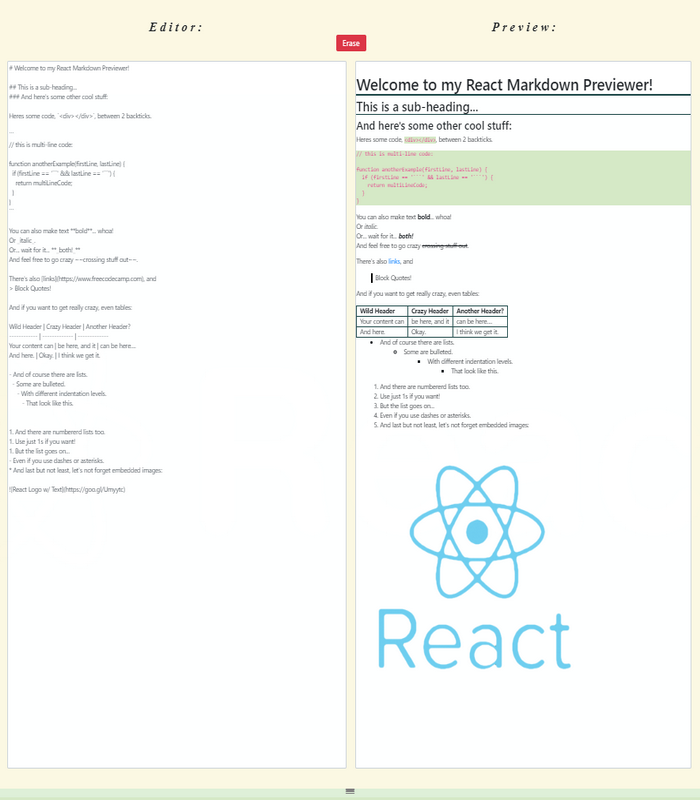 Editor:
Preview:
Erase
# Welcome to my React Markdown Previewer!
## This is a sub-heading...
### And here's some other cool stuff:
Heres some code, `<div></div>`, between 2 backticks.
```
// this is multi-line code:
function anotherExample(firstLine, lastLine) {
if (firstLine == '```' && lastLine == '```') {
return multiLineCode;
}
}
```
You can also make text **bold**... whoa!
Or _italic_.
Or... wait for it... **_both!_**
And feel free to go crazy ~~crossing stuff out~~.
There's also [links](https://www.freecodecamp.com), and
> Block Quotes!
And if you want to get really crazy, even tables:
Wild Header | Crazy Header | Another Header?
------------ | ------------- | -------------
Your content can | be here, and it | can be here...
And here. | Okay. | I think we get it.
- And of course there are lists.
- Some are bulleted.
- With different indentation levels.
- That look like this.
1. And there are numbererd lists too.
1. Use just 1s if you want!
1. But the list goes on...
- Even if you use dashes or asterisks.
* And last but not least, let's not forget embedded images:
![React Logo w/ Text](https://goo.gl/Umyytc)
Welcome to my React Markdown Previewer!
This is a sub-heading...
And here's some other cool stuff:
Heres some code, <div></div>, between 2 backticks.
// this is multi-line code:
function anotherExample(firstLine, lastLine) {
if (firstLine == '```' && lastLine == '```') {
return multiLineCode;
}
}
You can also make text bold... whoa!
Or italic.
Or... wait for it... both!
And feel free to go crazy crossing stuff out.
There's also links, and
Block Quotes!
And if you want to get really crazy, even tables:
Wild Header Crazy Header Another Header?
Your content can be here, and it can be here...
And here. Okay. I think we get it.
And of course there are lists.
Some are bulleted.
With different indentation levels.
That look like this.
1. And there are numbererd lists too.
2. Use just 1s if you want!
3. But the list goes on...
4. Even if you use dashes or asterisks.
5. And last but not least, let's not forget embedded images:
React